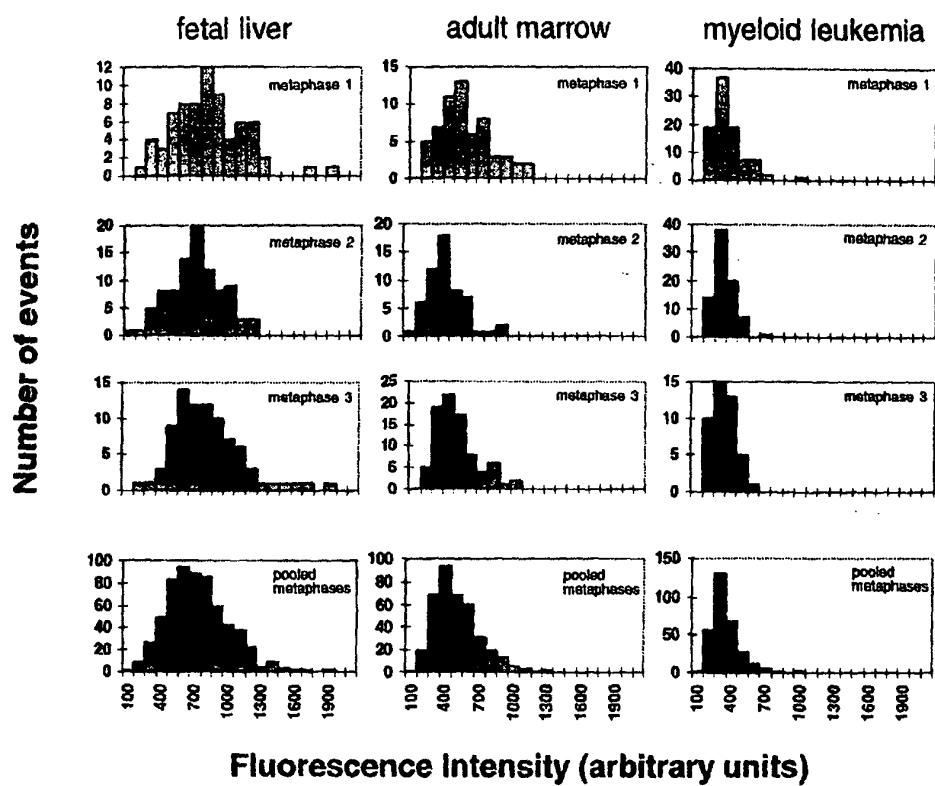 fetal liver adult marrow myeloid leukemia
Number of events
12 metaphase 1 15 metaphase 1 40 metaphase 1
10
8 10 30
6 20
4 5 10
2
0 0 0
20 metaphase 2 20 metaphase 2 40 metaphase 2
15 15 30
10 10 20
5 5 10
0 0 0
15 metaphase 3 25 metaphase 3 15 metaphase 3
20
10 15 10
10
5 5 5
0 0 0
100 pooled 100 pooled 150 pooled
metaphases metaphases metaphases
80 80
60 60 100
40 40 50
20 20
0 0 0
100 400 700 1000 1300 1900 100 400 700 1000 1300 1900 100 400 700 1000 1300 1900
Fluorescence Intensity (arbitrary units)